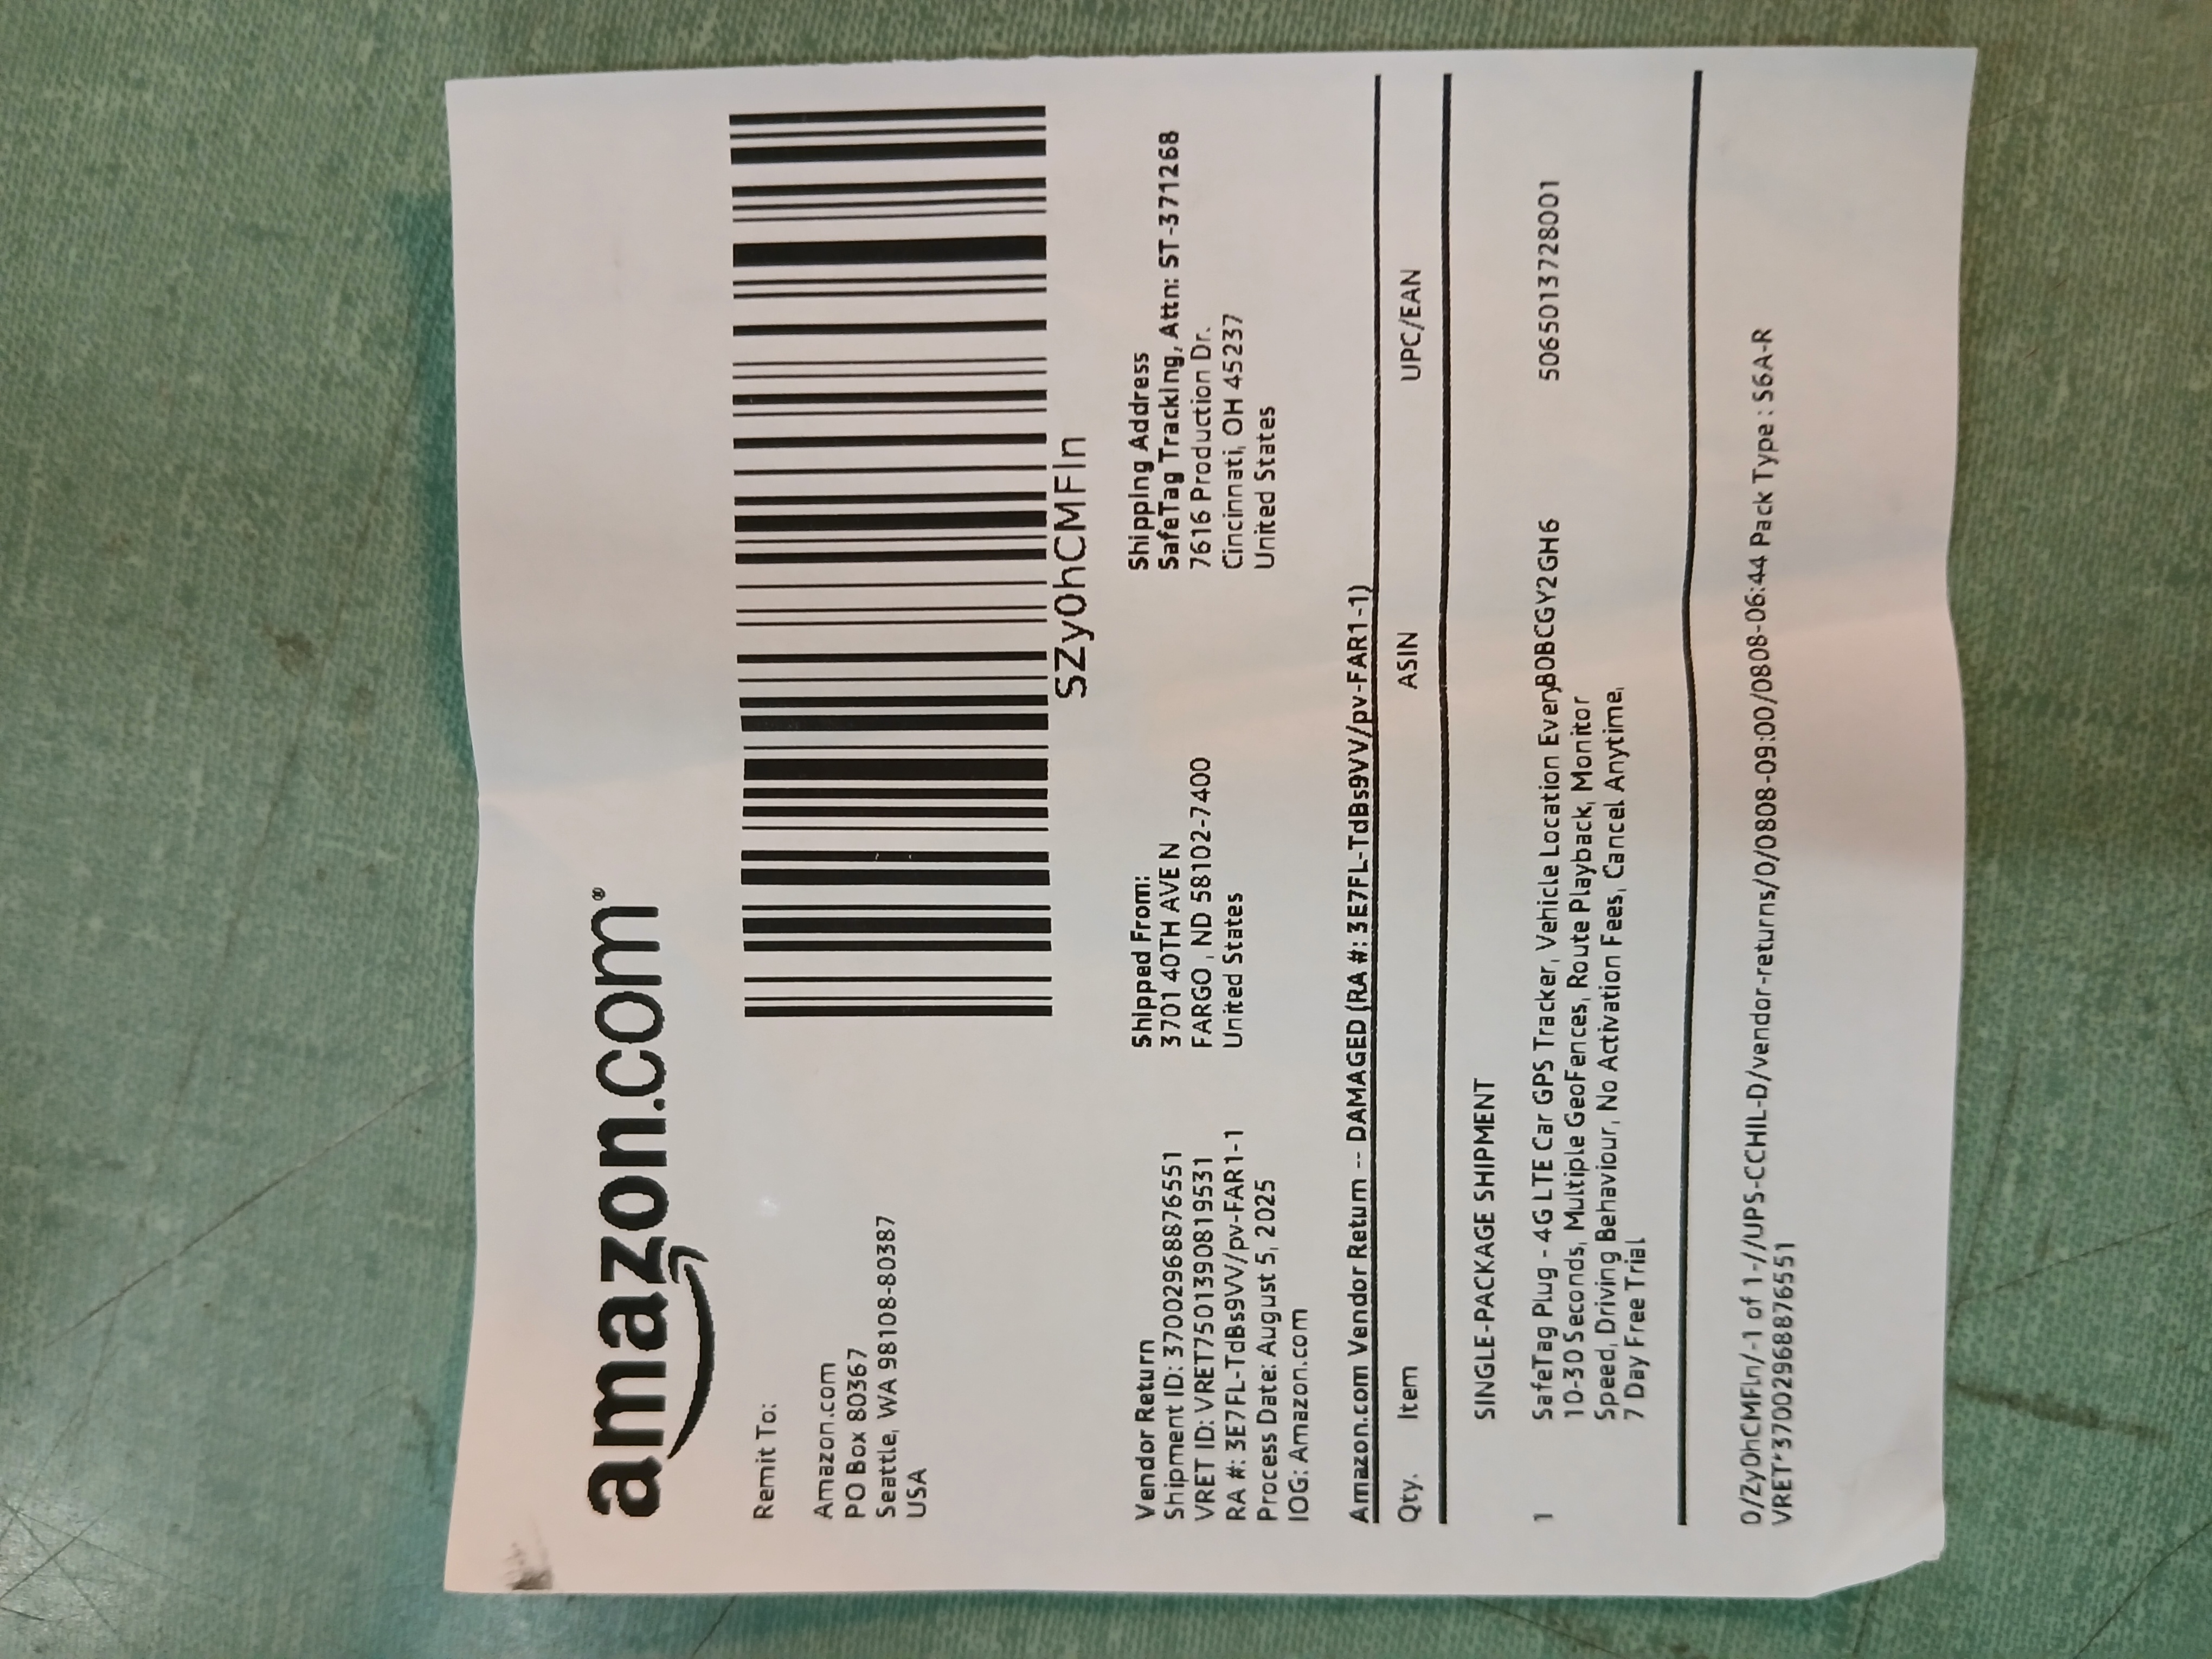 amazon.com®
Remit To:
Amazon.com
PO Box 80367
Seattle, WA 98108-80387
USA
SZy0hCMFln
Vendor Return
Shipment ID: 37002968876551
VRET ID: VRET7501390819531
RA #: 3E7FL-TdBs9VV/pv-FAR1-1
Process Date: August 5, 2025
IOG: Amazon.com
Shipped From:
3701 40TH AVE N
FARGO , ND 58102-7400
United States
Shipping Address
SafeTag Tracking, Attn: ST-371268
7616 Production Dr.
Cincinnati, OH 45237
United States
Amazon.com Vendor Return -- DAMAGED (RA #: 3E7FL-TdBs9VV/pv-FAR1-1)
Qty. Item ASIN UPC/EAN
SINGLE-PACKAGE SHIPMENT
1 SafeTag Plug - 4G LTE Car GPS Tracker, Vehicle Location Every B0BCGY2GH6 5065013728001
10-30 Seconds, Multiple GeoFences, Route Playback, Monitor
Speed, Driving Behaviour, No Activation Fees, Cancel Anytime,
7 Day Free Trial
0/Zy0hCMFln/-1 of 1-//UPS-CCHIL-D/vendor-returns/0/0808-09:00/0808-06:44 Pack Type : S6A-R
VRET*37002968876551